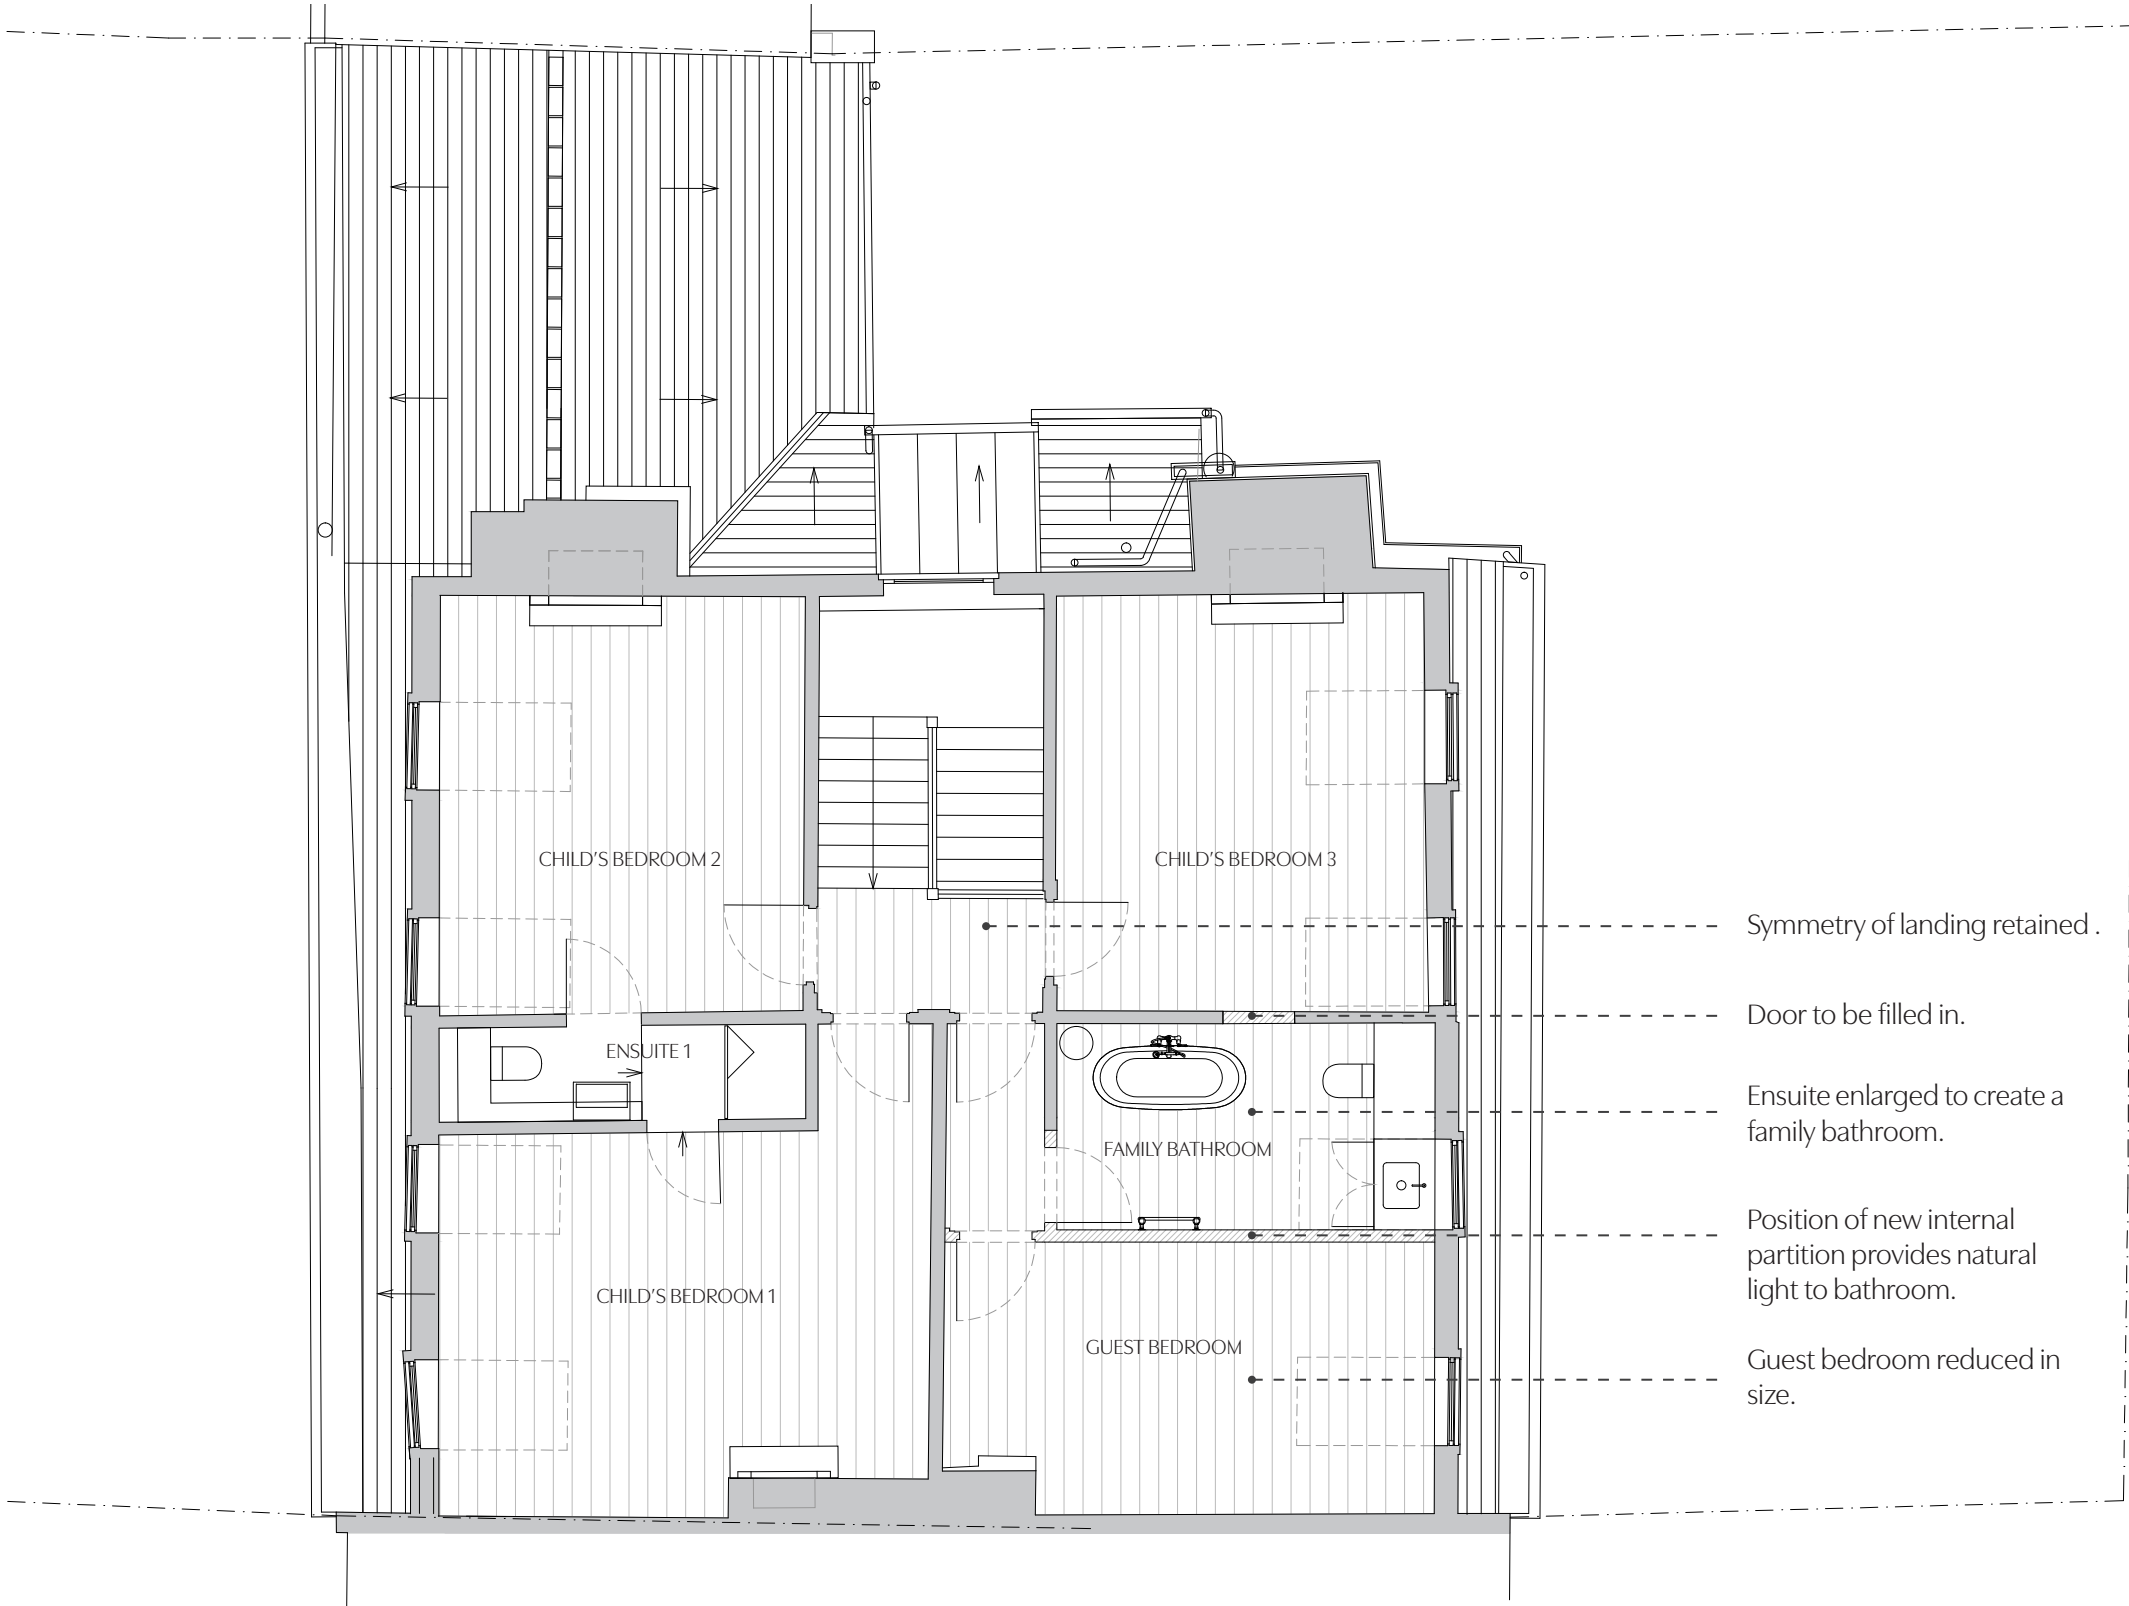 CHILD'S BEDROOM 2
CHILD'S BEDROOM 3
Symmetry of landing retained .
Door to be filled in.
ENSUITE 1
Ensuite enlarged to create a
family bathroom.
FAMILY BATHROOM
Position of new internal
partition provides natural
light to bathroom.
CHILD'S BEDROOM 1
GUEST BEDROOM
Guest bedroom reduced in
size.